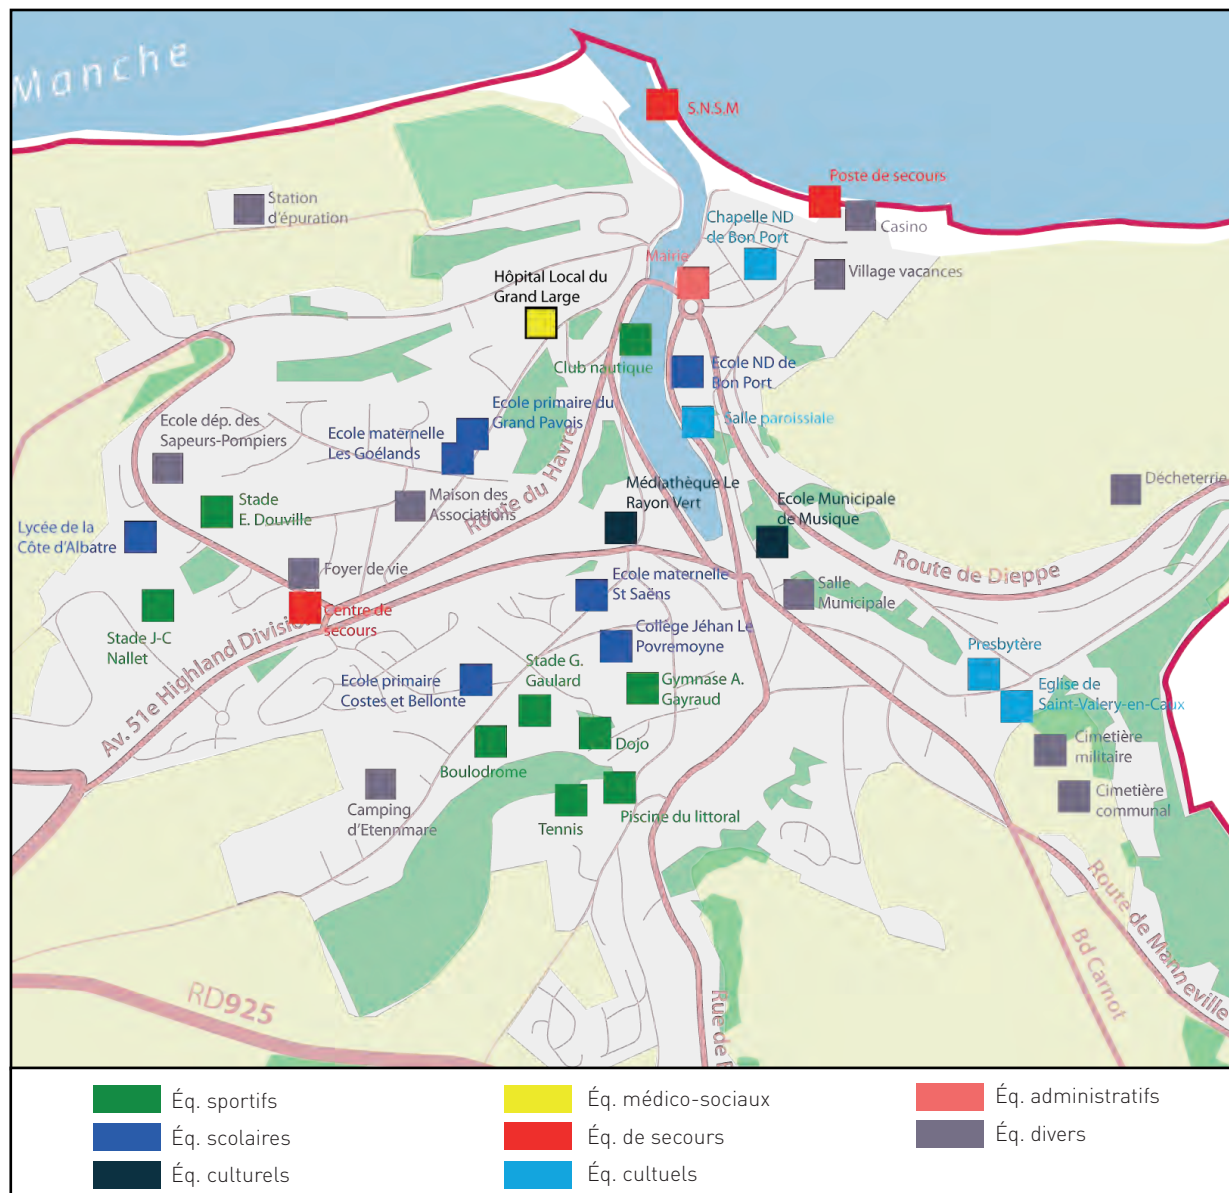 Manche
S.N.S.M
Poste de secours
Station
d'épuration
Chapelle ND
de Bon Port
Casino
Mairie
Village vacances
Hôpital Local du
Grand Large
Club nautique
Ecole ND de
Bon Port
Ecole primaire du
Grand Pavois
Ecole dép. des
Sapeurs-Pompiers
Ecole maternelle
Les Goélands
Salle paroissiale
Route du Havre
Médiathèque Le
Rayon Vert
Maison des
Associations
Stade
E. Douville
Ecole Municipale
de Musique
Décheterrie
Lycée de la
Côte d'Albatre
Foyer de vie
Route de Dieppe
Ecole maternelle
St Saëns
Salle
Municipale
Centre de
secours
Stade J-C
Nallet
Av. 51e Highland Divisio
Collège Jéhan Le
Povremoyne
Presbytère
Stade G.
Gaulard
Ecole primaire
Costes et Bellonte
Gymnase A.
Gayraud
Eglise de
Saint-Valery-en-Caux
Dojo
Boulodrome
Cimetière
militaire
Camping
d'Etennmare
Tennis
Piscine du littoral
Cimetière
communal
Route de Manneville
Bd Carnot
RD925
Rue de
Éq. sportifs
Éq. médico-sociaux
Éq. administratifs
Éq. scolaires
Éq. de secours
Éq. divers
Éq. culturels
Éq. cultuels